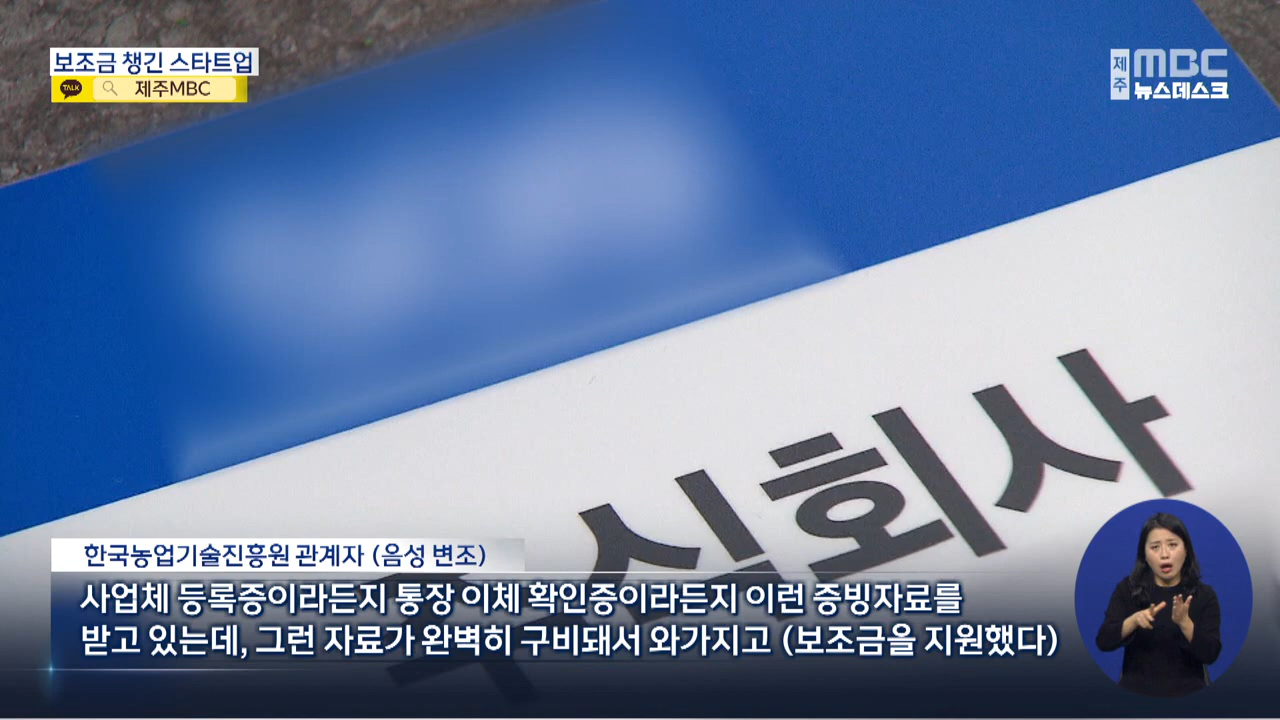 보조금 챙긴 스타트업
TALK 제주MBC
제주 MBC
뉴스데스크
주식회사
한국농업기술진흥원 관계자 (음성 변조)
사업체 등록증이라든지 통장 이체 확인증이라든지 이런 증빙자료를
받고 있는데, 그런 자료가 완벽히 구비돼서 와가지고 (보조금을 지원했다)